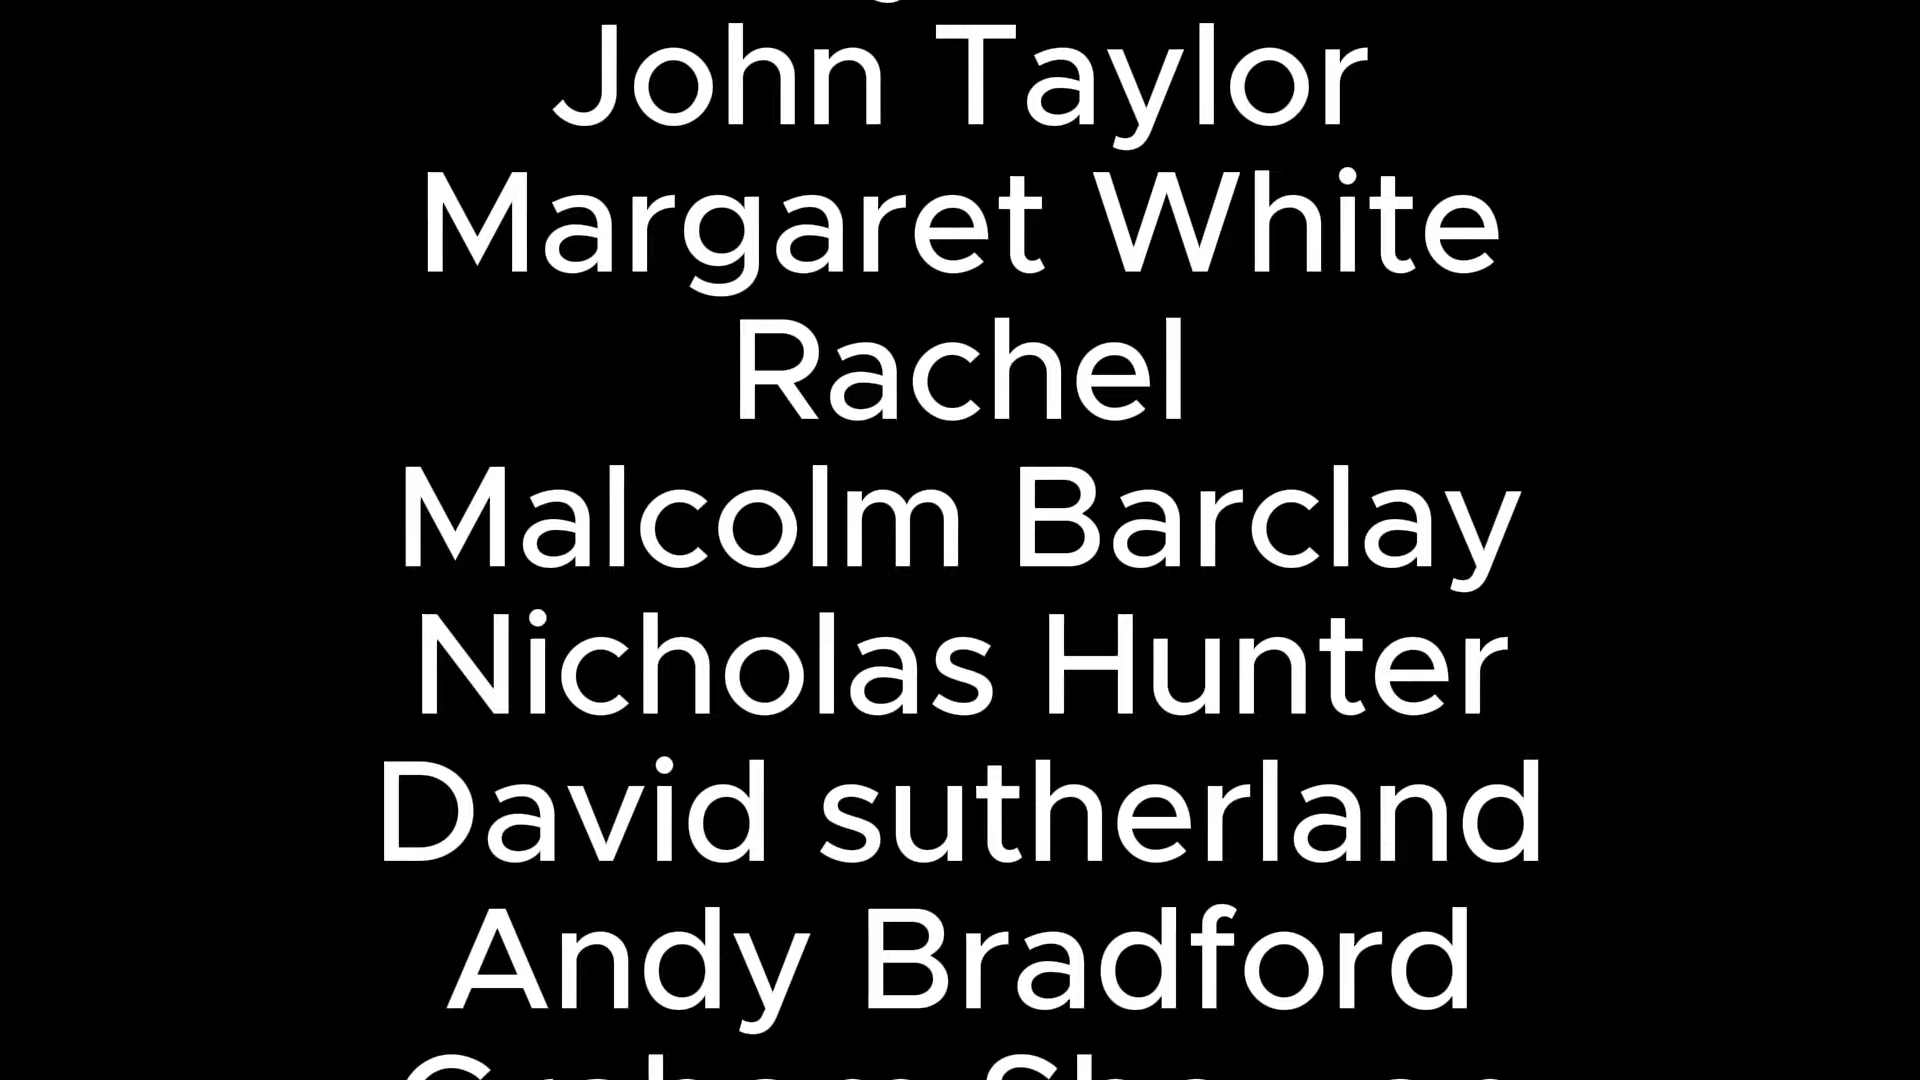 John Taylor
Margaret White
Rachel
Malcolm Barclay
Nicholas Hunter
David sutherland
Andy Bradford